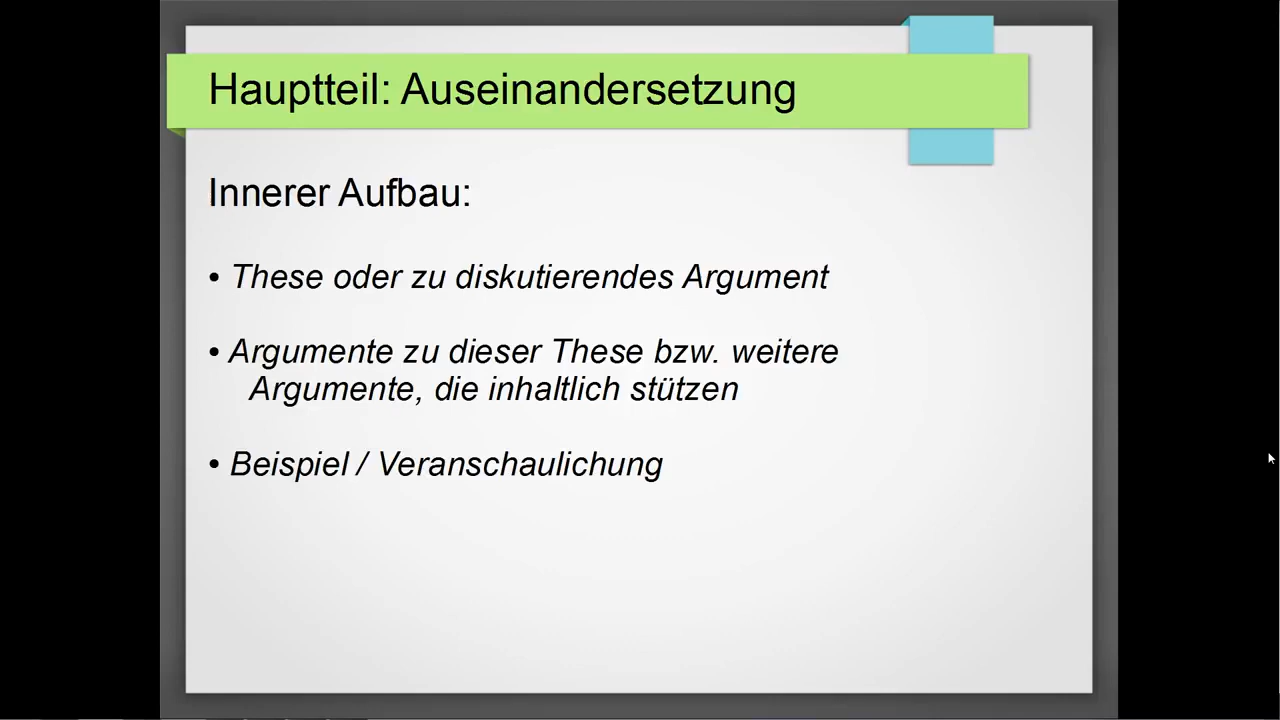 Hauptteil: Auseinandersetzung
Innerer Aufbau:
• These oder zu diskutierendes Argument
• Argumente zu dieser These bzw. weitere
Argumente, die inhaltlich stützen
• Beispiel / Veranschaulichung